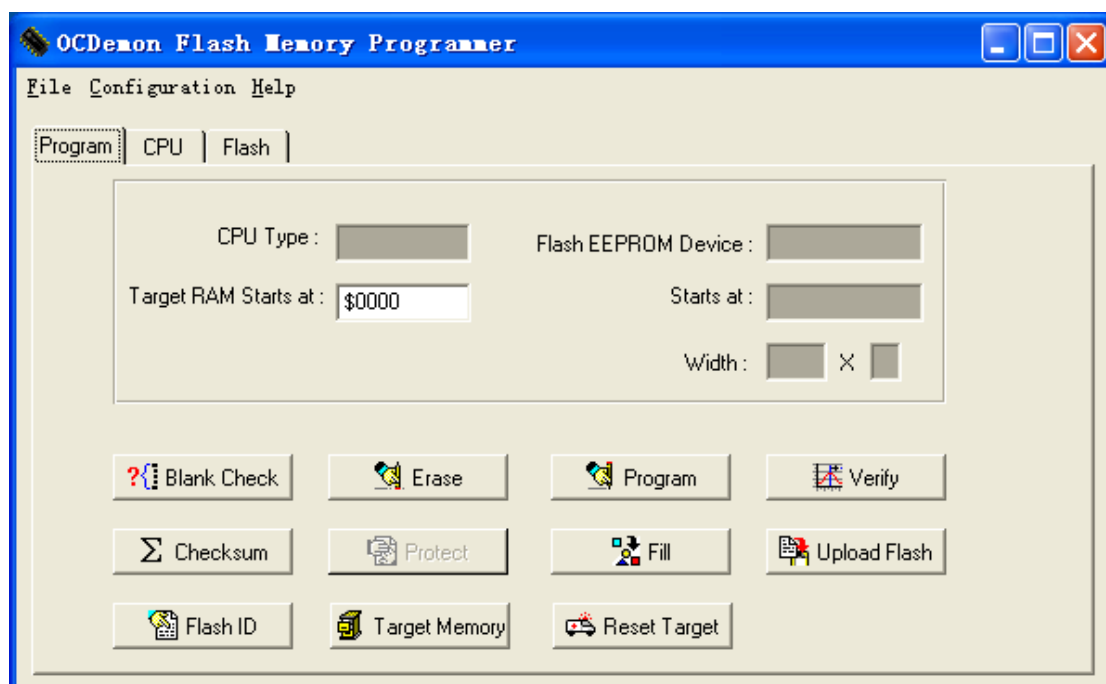 OCDemon Flash Memory Programmer
File Configuration Help
Program CPU Flash
CPU Type :
Flash EEPROM Device :
Target RAM Starts at : $0000
Starts at :
Width : X
?{ Blank Check Erase Program Verify
Σ Checksum Protect Fill Upload Flash
Flash ID Target Memory Reset Target